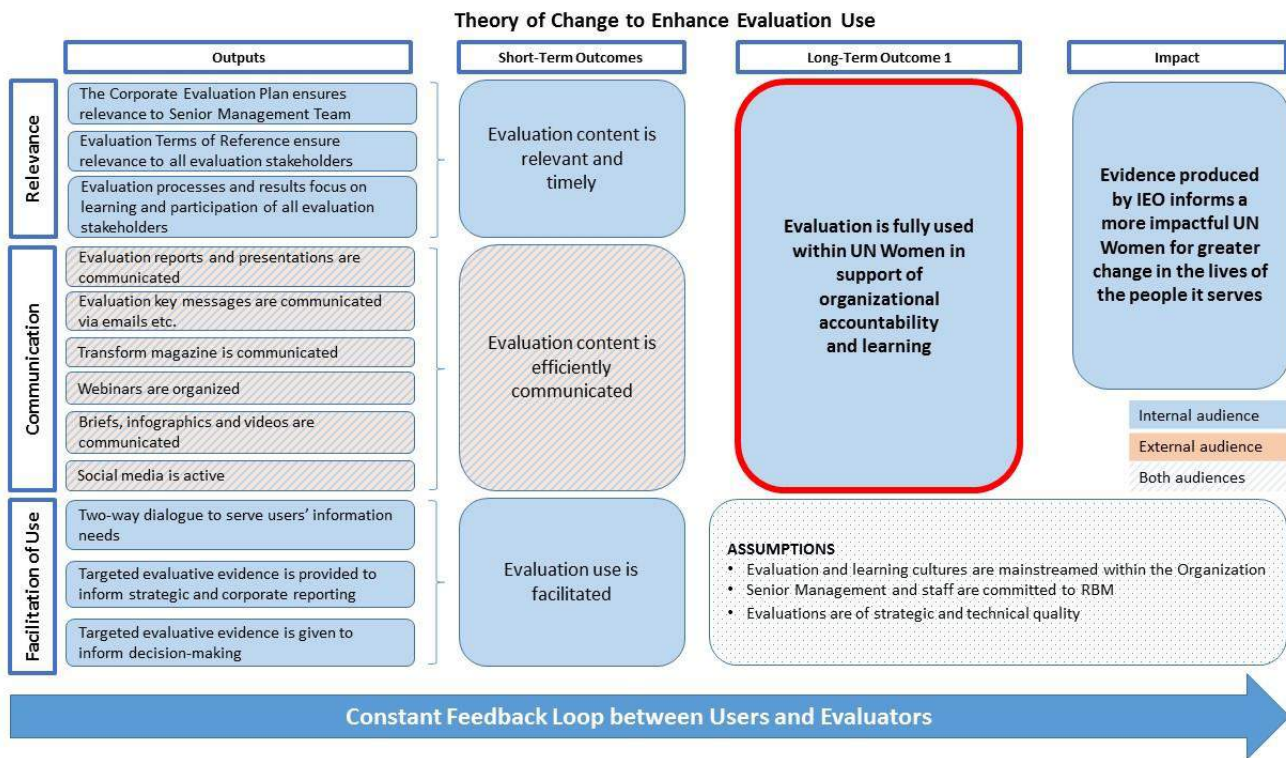 Theory of Change to Enhance Evaluation Use
Outputs
Short-Term Outcomes
Long-Term Outcome 1
Impact
Relevance
The Corporate Evaluation Plan ensures
relevance to Senior Management Team
Evaluation Terms of Reference ensure
relevance to all evaluation stakeholders
Evaluation processes and results focus on
learning and participation of all evaluation
stakeholders
Evaluation content is
relevant and
timely
Communication
Evaluation reports and presentations are
communicated
Evaluation key messages are communicated
via emails etc.
Transform magazine is communicated
Webinars are organized
Briefs, infographics and videos are
communicated
Social media is active
Evaluation content is
efficiently
communicated
Facilitation of Use
Two-way dialogue to serve users’ information
needs
Targeted evaluative evidence is provided to
inform strategic and corporate reporting
Targeted evaluative evidence is given to
inform decision-making
Evaluation use is
facilitated
Evaluation is fully used
within UN Women in
support of
organizational
accountability
and learning
Evidence produced
by IEO informs a
more impactful UN
Women for greater
change in the lives of
the people it serves
Internal audience
External audience
Both audiences
ASSUMPTIONS
• Evaluation and learning cultures are mainstreamed within the Organization
• Senior Management and staff are committed to RBM
• Evaluations are of strategic and technical quality
Constant Feedback Loop between Users and Evaluators